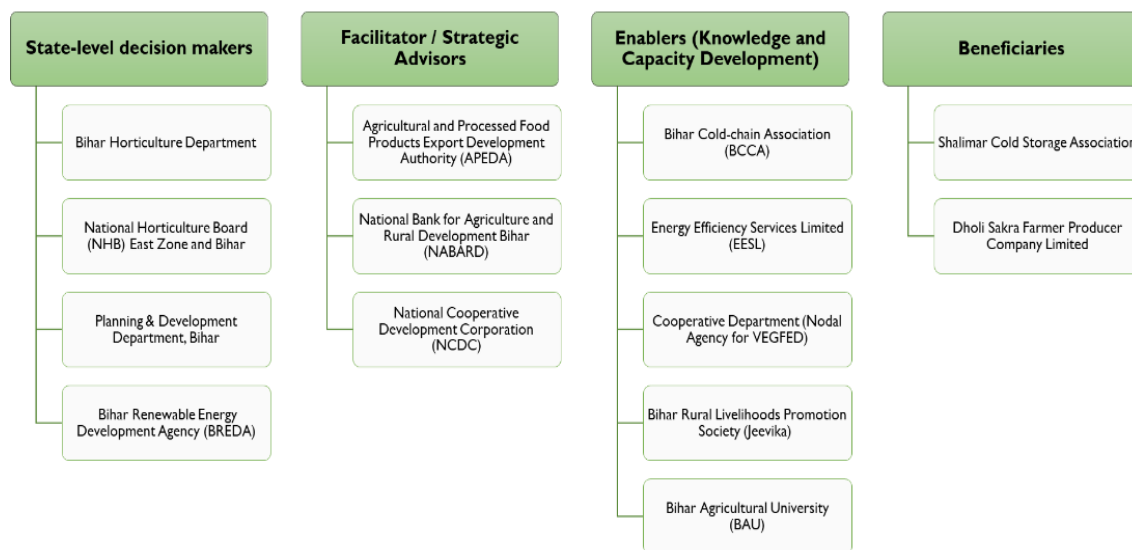 State-level decision makers
Bihar Horticulture Department
National Horticulture Board
(NHB) East Zone and Bihar
Planning & Development
Department, Bihar
Bihar Renewable Energy
Development Agency (BREDA)
Facilitator / Strategic
Advisors
Agricultural and Processed Food
Products Export Development
Authority (APEDA)
National Bank for Agriculture and
Rural Development Bihar
(NABARD)
National Cooperative
Development Corporation
(NCDC)
Enablers (Knowledge and
Capacity Development)
Bihar Cold-chain Association
(BCCA)
Energy Efficiency Services Limited
(EESL)
Cooperative Department (Nodal
Agency for VEGFED)
Bihar Rural Livelihoods Promotion
Society (Jeevika)
Bihar Agricultural University
(BAU)
Beneficiaries
Shalimar Cold Storage Association
Dholi Sakra Farmer Producer
Company Limited